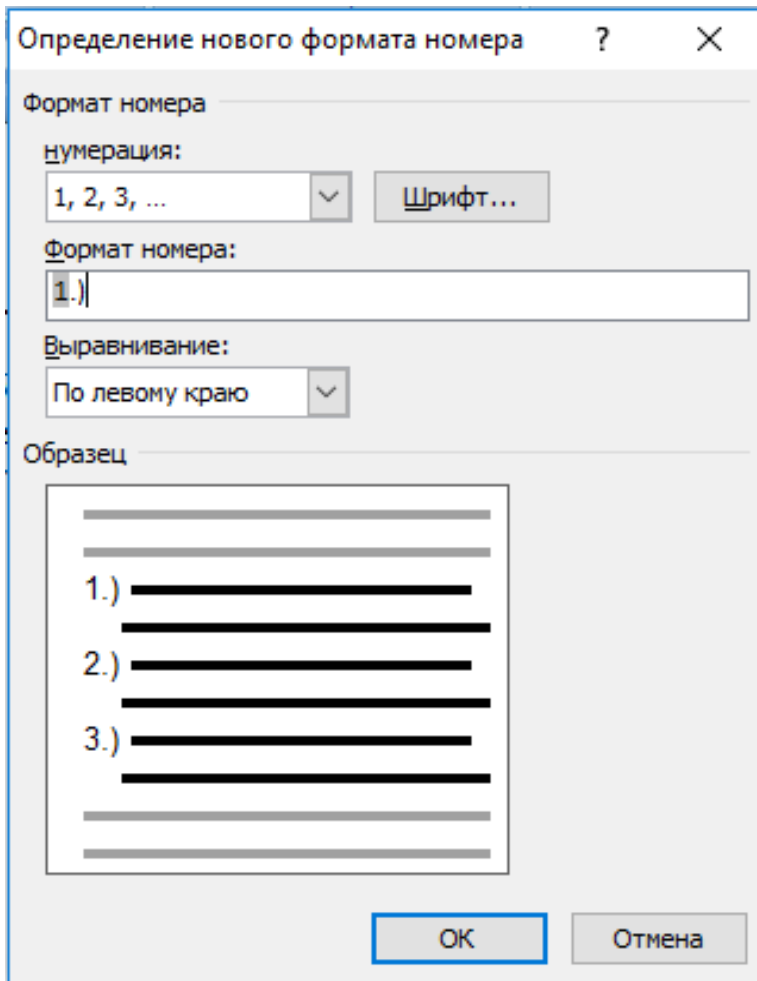 Определение нового формата номера ? ✕
Формат номера
нумерация:
1, 2, 3, ... Шрифт...
Формат номера:
1.)
Выравнивание:
По левому краю
Образец
1.)
2.)
3.)
ОК Отмена